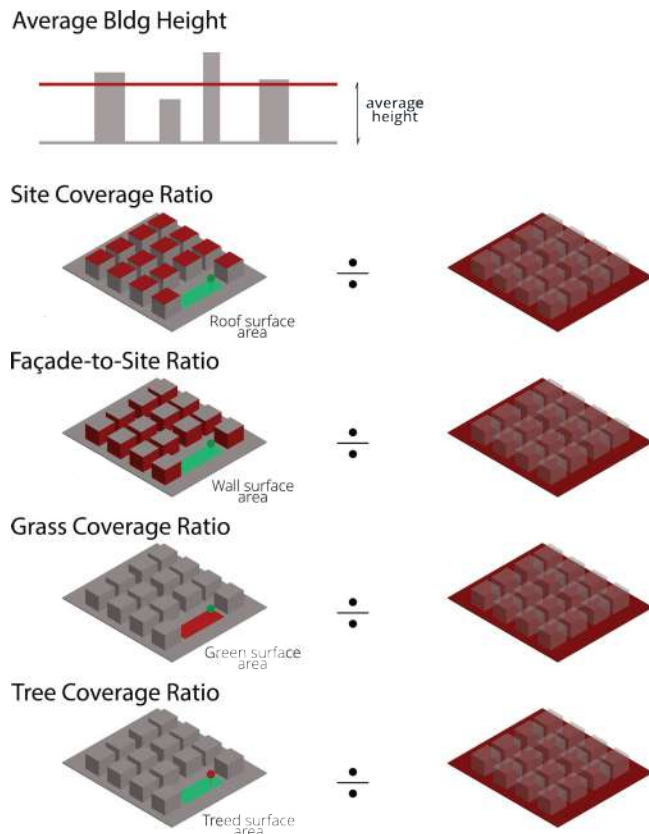 Average Bldg Height
average
height
Site Coverage Ratio
Roof surface
area
Façade-to-Site Ratio
Wall surface
area
Grass Coverage Ratio
Green surface
area
Tree Coverage Ratio
Treed surface
area